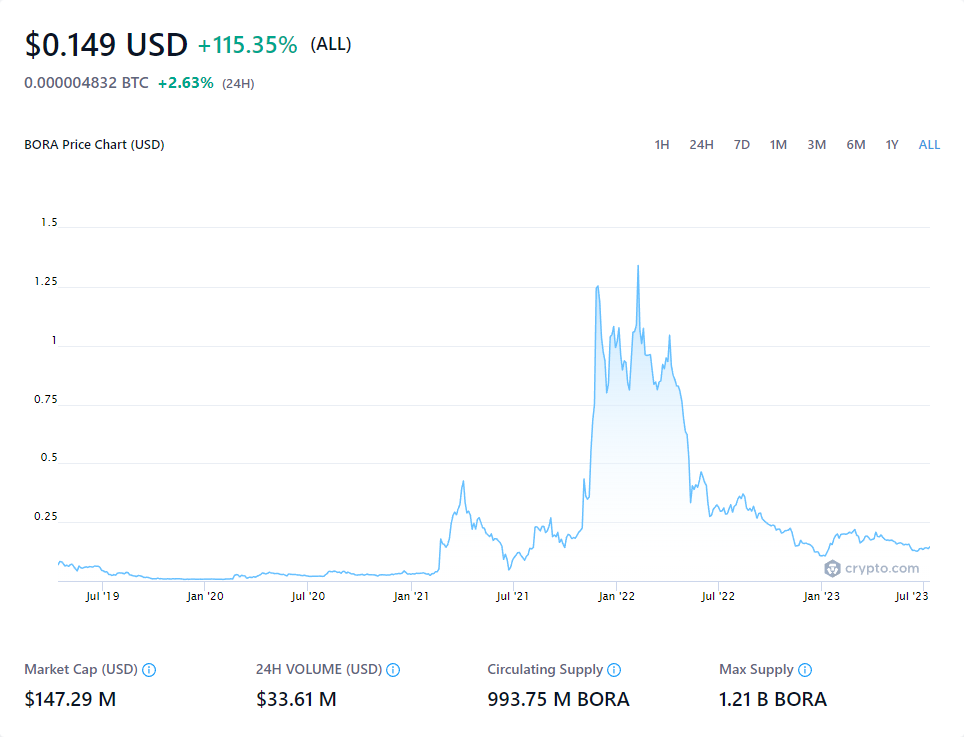 $0.149 USD +115.35% (ALL)
0.000004832 BTC +2.63% (24H)
BORA Price Chart (USD) 1H 24H 7D 1M 3M 6M 1Y ALL
1.5
1.25
1
0.75
0.5
0.25
crypto.com
Jul '19 Jan '20 Jul '20 Jan '21 Jul '21 Jan '22 Jul '22 Jan '23 Jul '23
Market Cap (USD) 24H VOLUME (USD) Circulating Supply Max Supply
$147.29 M $33.61 M 993.75 M BORA 1.21 B BORA